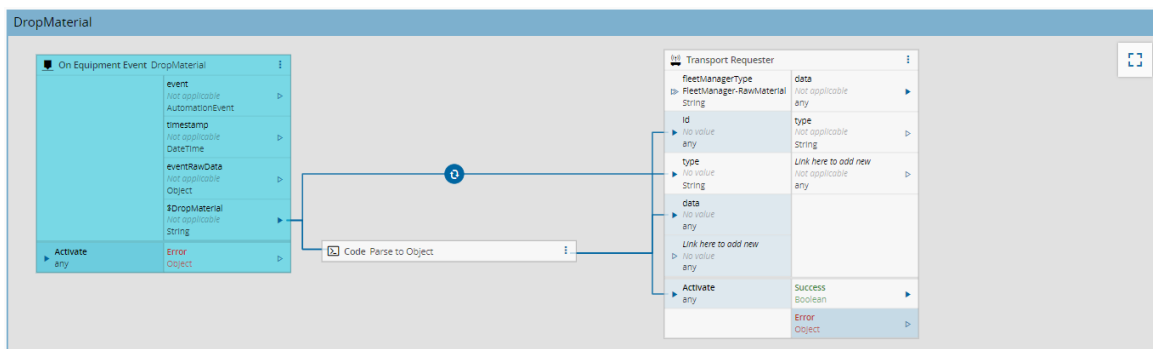 DropMaterial
On Equipment Event DropMaterial
event
Not applicable
AutomationEvent
timestamp
Not applicable
DateTime
eventRawData
Not applicable
Object
$DropMaterial
Not applicable
String
Activate
any
Error
Object
Code Parse to Object
Transport Requester
fleetManagerType
FleetManager-RawMaterial
String
Id
No value
any
type
No value
String
data
No value
any
Link here to add new
No value
any
Activate
any
data
Not applicable
any
type
Not applicable
String
Link here to add new
Not applicable
any
Success
Boolean
Error
Object